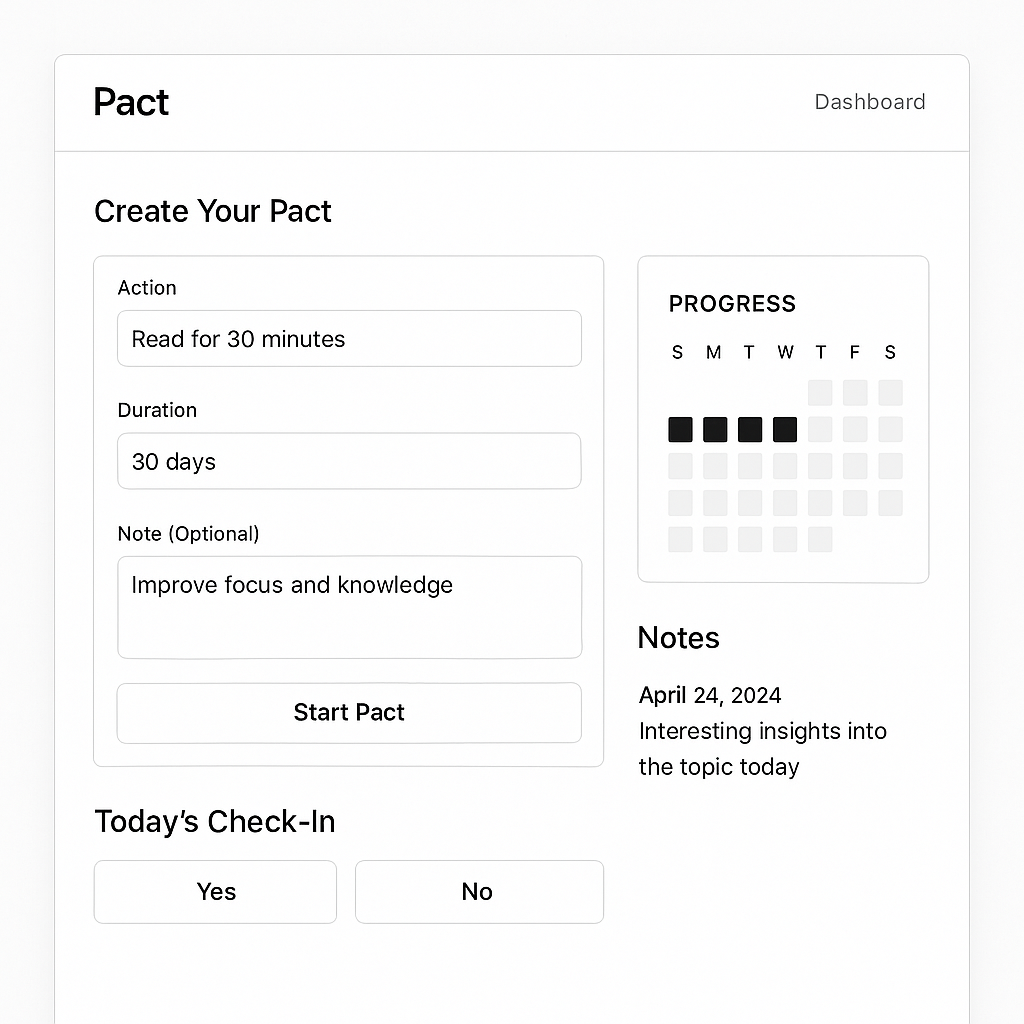 Pact
Dashboard
Create Your Pact
Action
Read for 30 minutes
Duration
30 days
Note (Optional)
Improve focus and knowledge
Start Pact
Today's Check-In
Yes
No
PROGRESS
S M T W T F S
Notes
April 24, 2024
Interesting insights into
the topic today